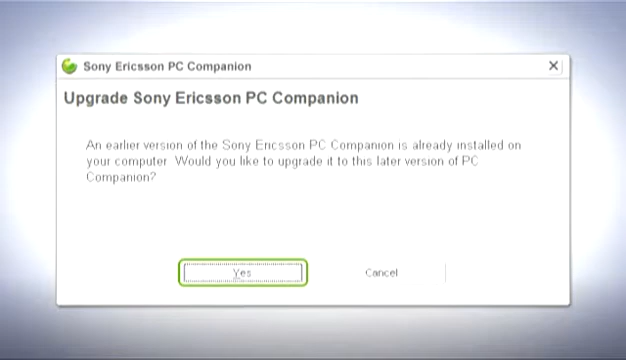 Sony Ericsson PC Companion
Upgrade Sony Ericsson PC Companion
An earlier version of the Sony Ericsson PC Companion is already installed on
your computer Would you like to upgrade it to this later version of PC
Companion?
Yes
Cancel